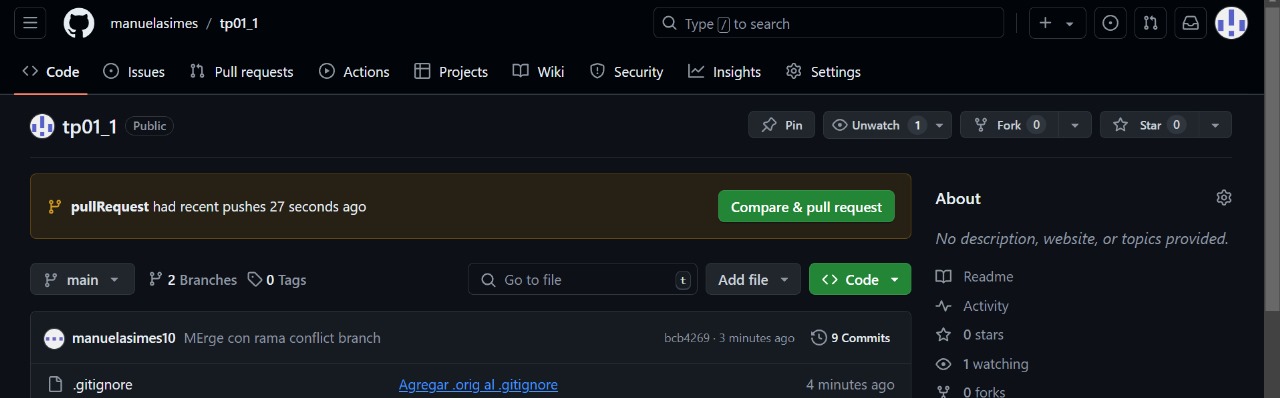 manuelasimes / tp01_1
Type / to search
Code Issues Pull requests Actions Projects Wiki Security Insights Settings
tp01_1 Public Pin Unwatch 1 Fork 0 Star 0
pullRequest had recent pushes 27 seconds ago Compare & pull request
main 2 Branches 0 Tags Go to file t Add file Code
manuelasimes10 MErge con rama conflict branch bcb4269 · 3 minutes ago 9 Commits
.gitignore Agregar .orig al .gitignore 4 minutes ago
About
No description, website, or topics provided.
Readme
Activity
0 stars
1 watching
0 forks